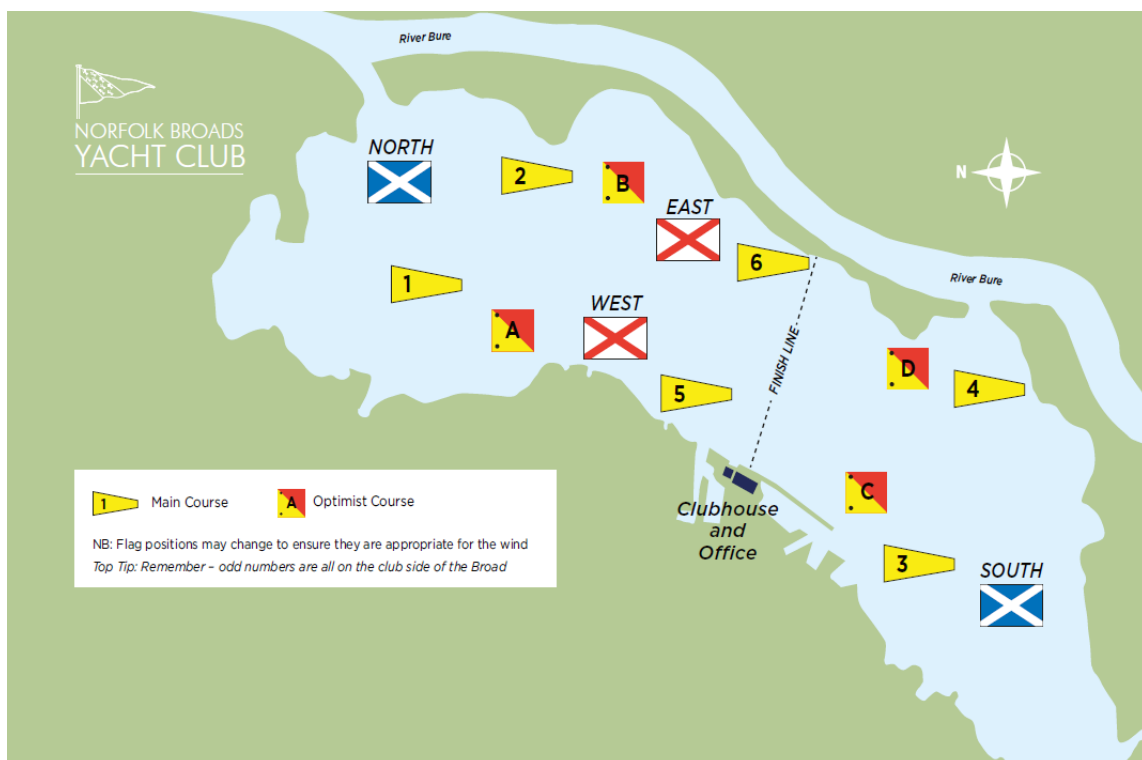 River Bure
NORFOLK BROADS
YACHT CLUB
NORTH
2
B
EAST
N
6
River Bure
1
WEST
A
FINISH LINE
D
4
5
C
Clubhouse
and
Office
3
SOUTH
1 Main Course A Optimist Course
NB: Flag positions may change to ensure they are appropriate for the wind
Top Tip: Remember – odd numbers are all on the club side of the Broad